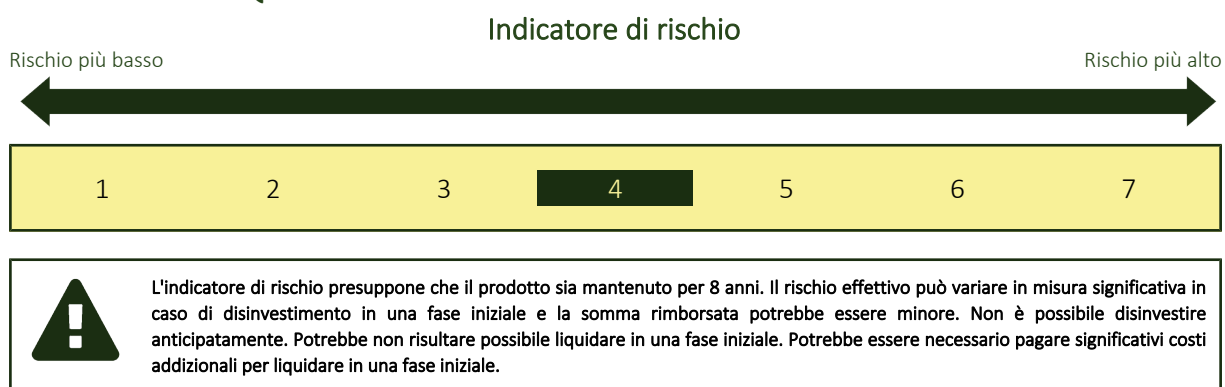 Indicatore di rischio
Rischio più basso
Rischio più alto
1 2 3 4 5 6 7
L'indicatore di rischio presuppone che il prodotto sia mantenuto per 8 anni. Il rischio effettivo può variare in misura significativa in
caso di disinvestimento in una fase iniziale e la somma rimborsata potrebbe essere minore. Non è possibile disinvestire
anticipatamente. Potrebbe non risultare possibile liquidare in una fase iniziale. Potrebbe essere necessario pagare significativi costi
addizionali per liquidare in una fase iniziale.